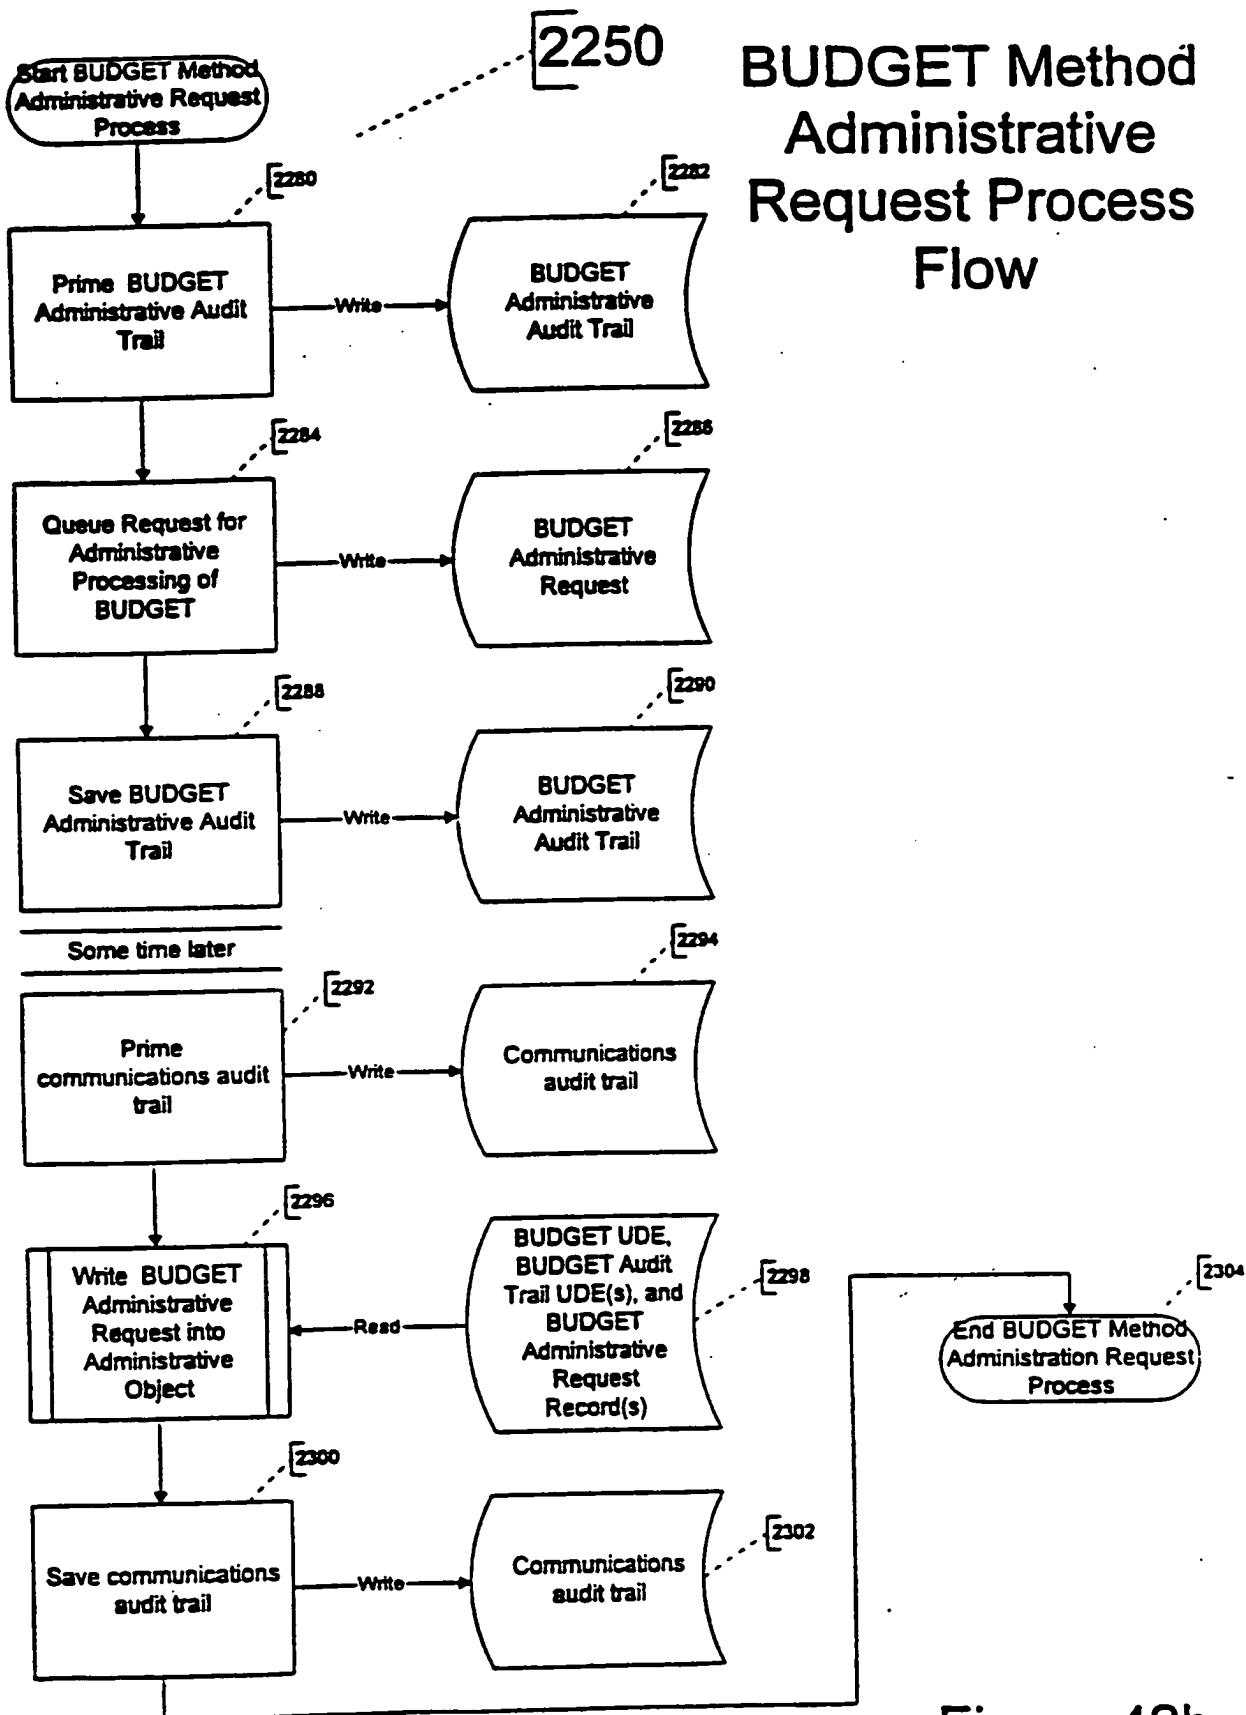 2250
BUDGET Method
Administrative
Request Process
Flow
Start BUDGET Method
Administrative Request
Process
2280
Prime BUDGET
Administrative Audit
Trail
Write
2282
BUDGET
Administrative
Audit Trail
2284
Queue Request for
Administrative
Processing of
BUDGET
Write
2286
BUDGET
Administrative
Request
2288
Save BUDGET
Administrative Audit
Trail
Write
2290
BUDGET
Administrative
Audit Trail
Some time later
2292
Prime
communications audit
trail
Write
2294
Communications
audit trail
2296
Write BUDGET
Administrative
Request into
Administrative
Object
Read
BUDGET UDE,
BUDGET Audit
Trail UDE(s), and
BUDGET
Administrative
Request
Record(s)
2298
2304
End BUDGET Method
Administration Request
Process
2300
Save communications
audit trail
Write
2302
Communications
audit trail